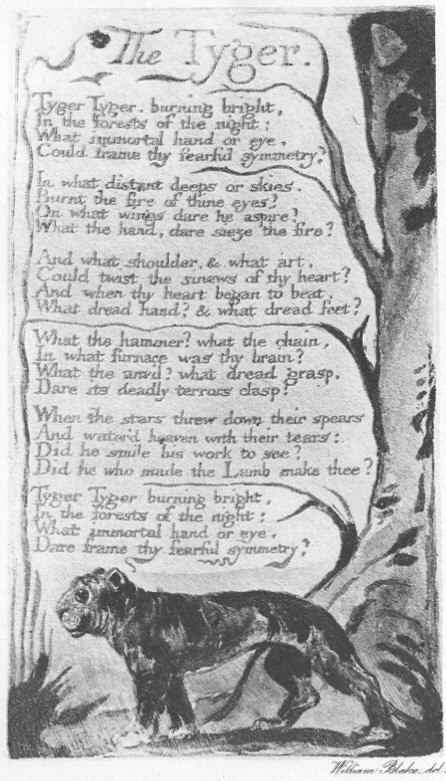 The Tyger.
Tyger Tyger. burning bright,
In the forests of the night:
What immortal hand or eye,
Could frame thy fearful symmetry?
In what distant deeps or skies.
Burnt the fire of thine eyes?
On what wings dare he aspire?
What the hand, dare sieze the fire?
And what shoulder, & what art,
Could twist the sinews of thy heart?
And when thy heart began to beat,
What dread hand? & what dread feet?
What the hammer? what the chain,
In what furnace was thy brain?
What the anvil? what dread grasp,
Dare its deadly terrors clasp!
When the stars threw down their spears
And water'd heaven with their tears:
Did he smile his work to see?
Did he who made the Lamb make thee?
Tyger Tyger burning bright,
In the forests of the night:
What immortal hand or eye,
Dare frame thy fearful symmetry?
William Blake, del.